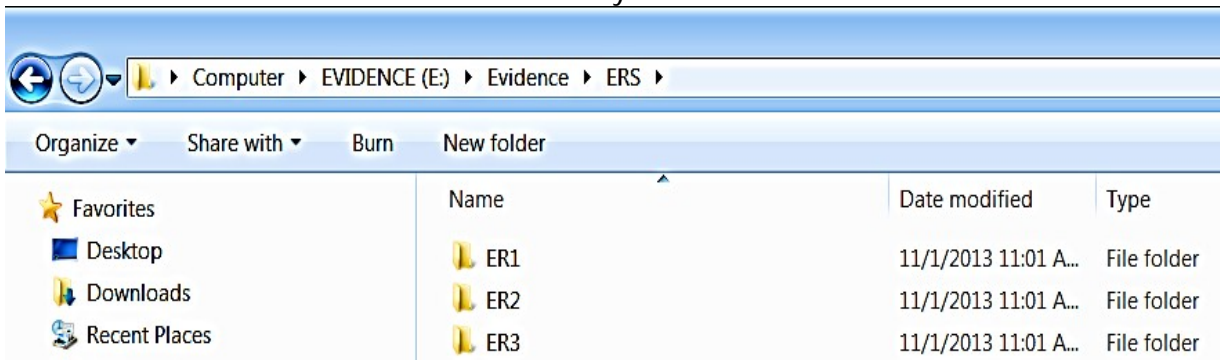 Computer ▸ EVIDENCE (E:) ▸ Evidence ▸ ERS ▸
Organize ▾ Share with ▾ Burn New folder
Favorites
Desktop
Downloads
Recent Places
Name Date modified Type
ER1 11/1/2013 11:01 A... File folder
ER2 11/1/2013 11:01 A... File folder
ER3 11/1/2013 11:01 A... File folder